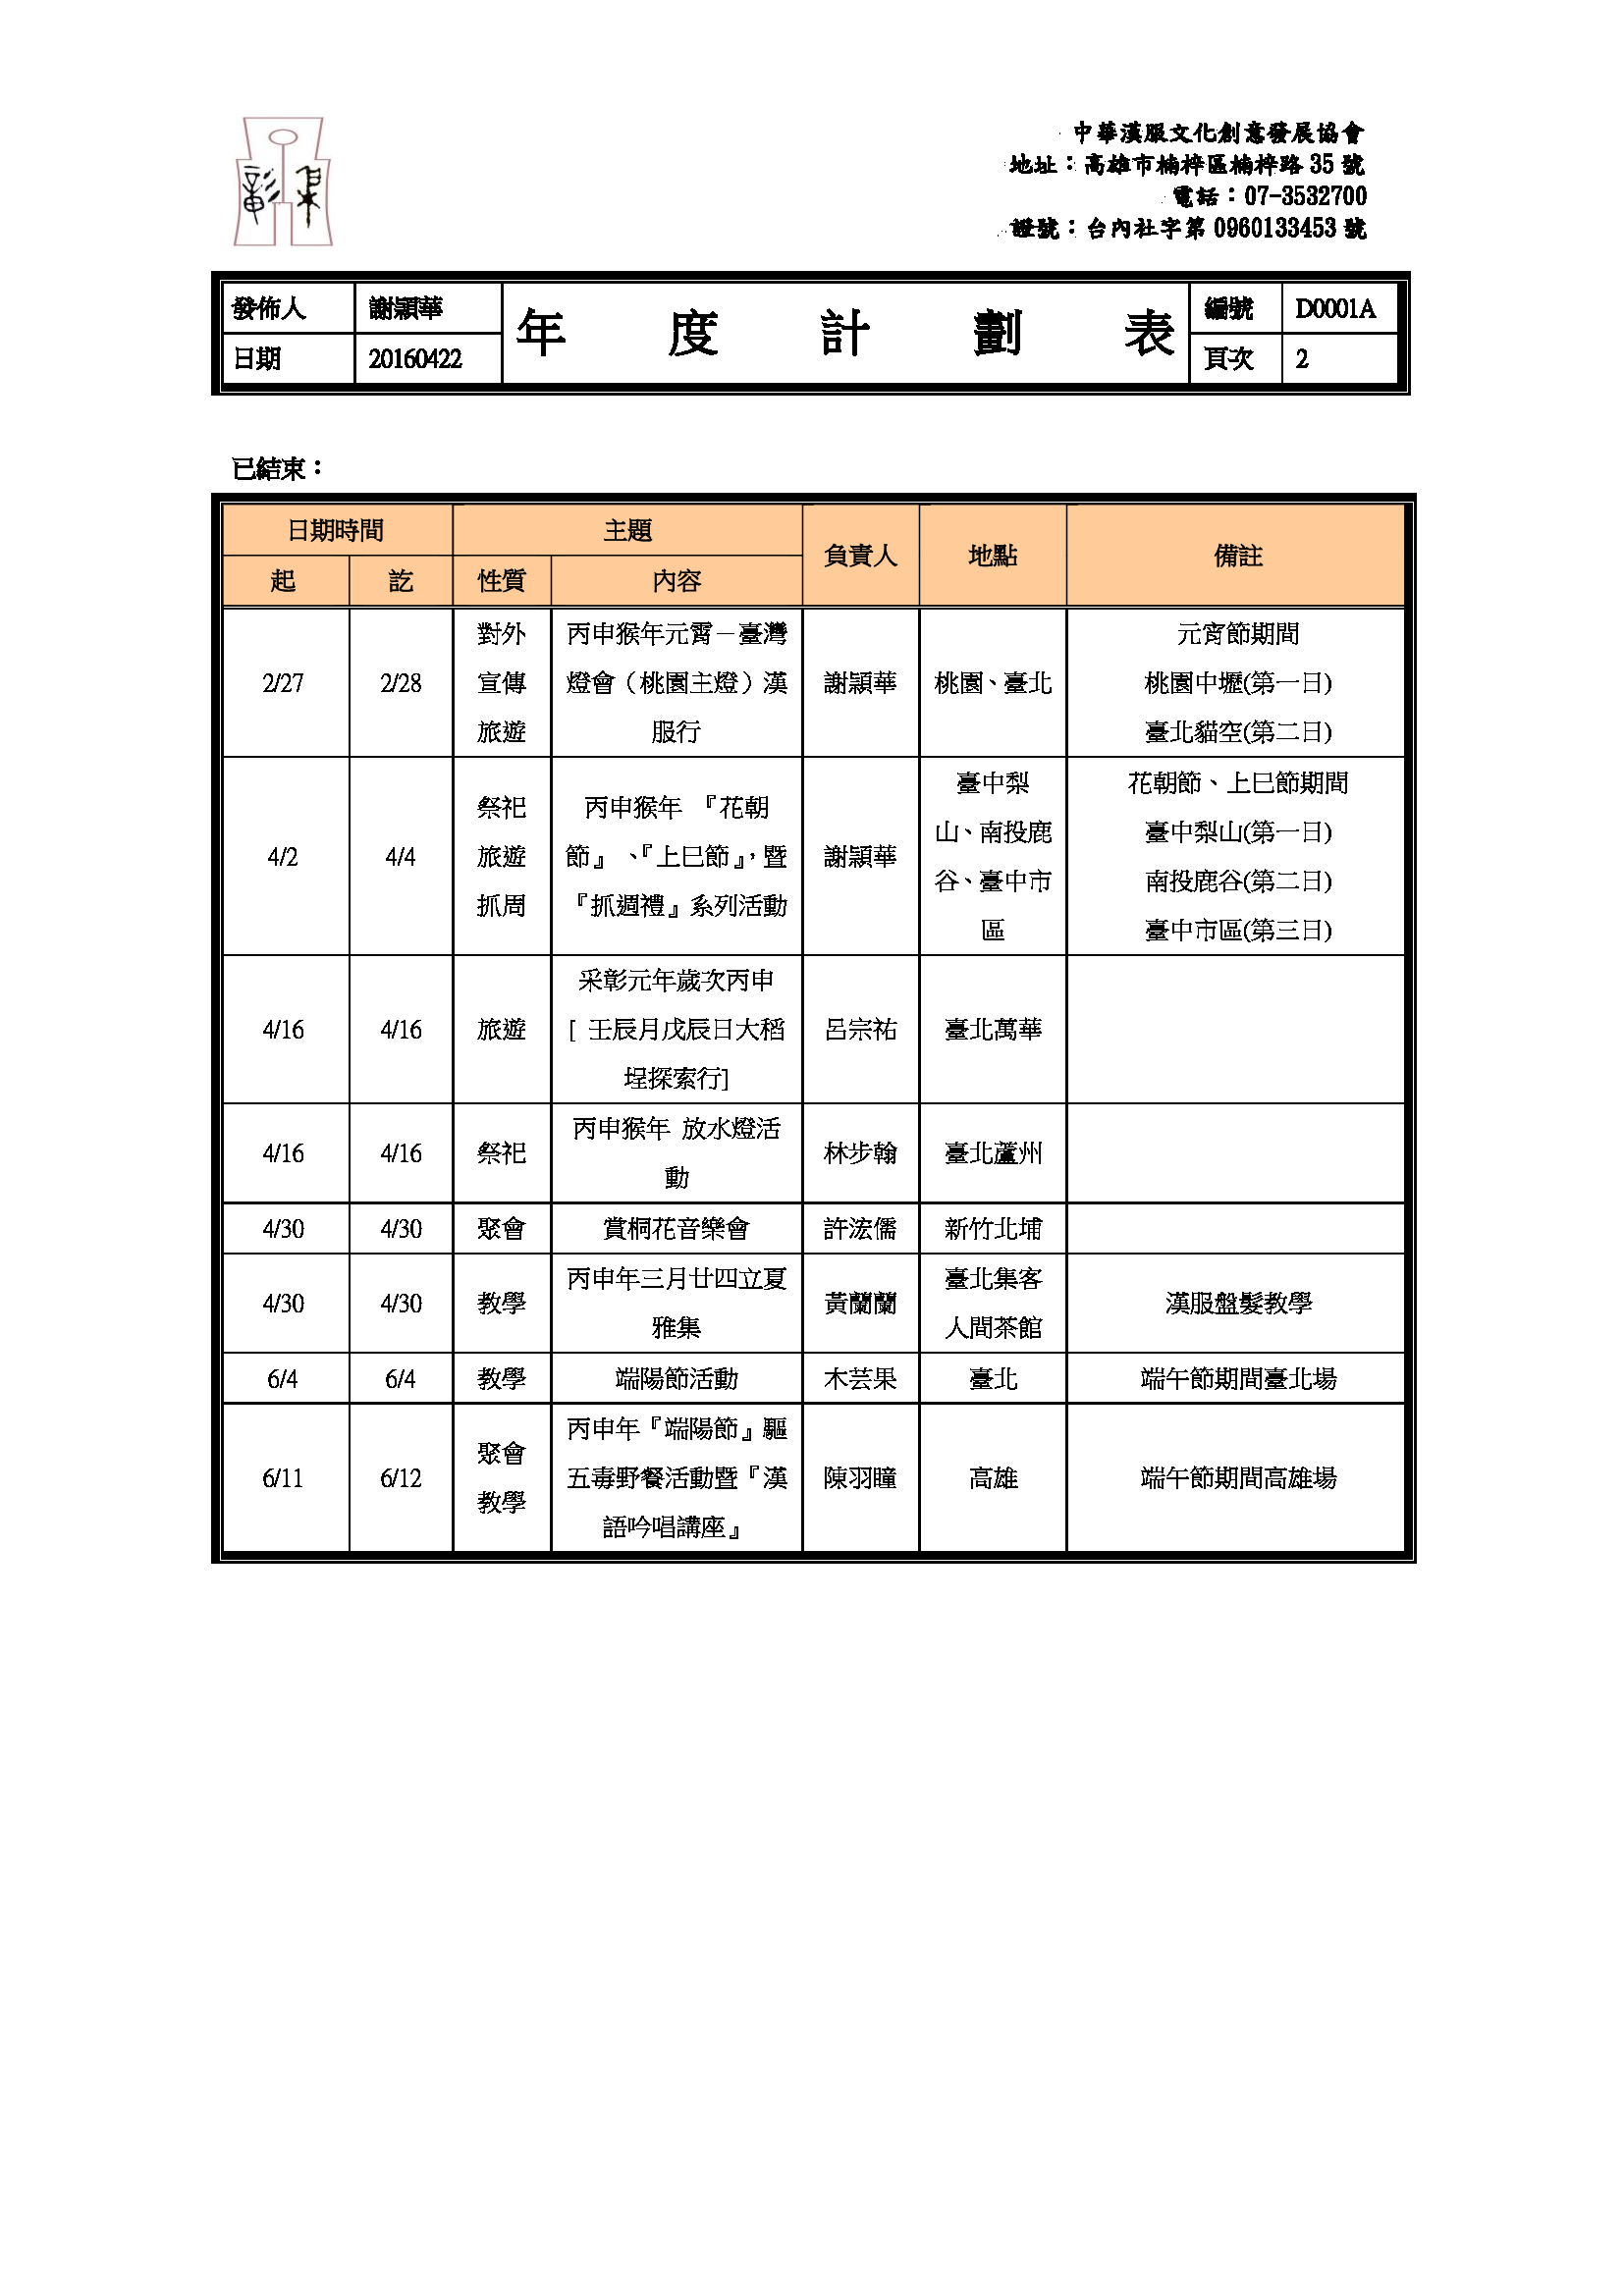 中華漢服文化創意發展協會
地址：高雄市楠梓區楠梓路 35 號
電話：07-3532700
證號：台內社字第 0960133453 號
發佈人 謝顈華 年 度 計 劃 表 編號 D0001A
日期 20160422 頁次 2
已結束：
日期時間 主題 負責人 地點 備註
起 訖 性質 內容
2/27 2/28
對外
宣傳
旅遊
丙申猴年元霄－臺灣
燈會（桃園主燈）漢
服行
謝顈華
桃園、臺北
元宵節期間
桃園中壢(第一日)
臺北貓空(第二日)
4/2 4/4
祭祀
旅遊
抓周
丙申猴年 『花朝
節』 、『上巳節』，暨
『抓週禮』系列活動
謝顈華
臺中梨
山、南投鹿
谷、臺中市
區
花朝節、上巳節期間
臺中梨山(第一日)
南投鹿谷(第二日)
臺中市區(第三日)
4/16 4/16 旅遊
采彰元年歲次丙申
[ 壬辰月戊辰日大稻
埕探索行]
呂宗祐 臺北萬華
4/16 4/16 祭祀
丙申猴年 放水燈活
動
林步翰 臺北蘆州
4/30 4/30 聚會 賞桐花音樂會 許浤儒 新竹北埔
4/30 4/30 教學
丙申年三月廿四立夏
雅集
黃蘭蘭
臺北集客
人間茶館
漢服盤髮教學
6/4 6/4 教學 端陽節活動 木芸果 臺北 端午節期間臺北場
6/11 6/12
聚會
教學
丙申年『端陽節』驅
五毒野餐活動暨『漢
語吟唱講座』
陳羽曈 高雄 端午節期間高雄場